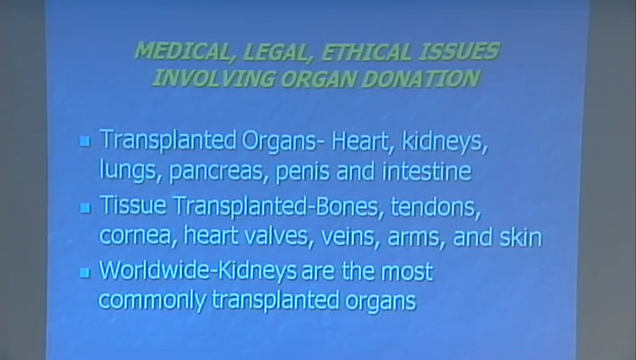 MEDICAL, LEGAL, ETHICAL ISSUES
INVOLVING ORGAN DONATION
Transplanted Organs- Heart, kidneys,
lungs, pancreas, penis and intestine
Tissue Transplanted-Bones, tendons,
cornea, heart valves, veins, arms, and skin
Worldwide-Kidneys are the most
commonly transplanted organs